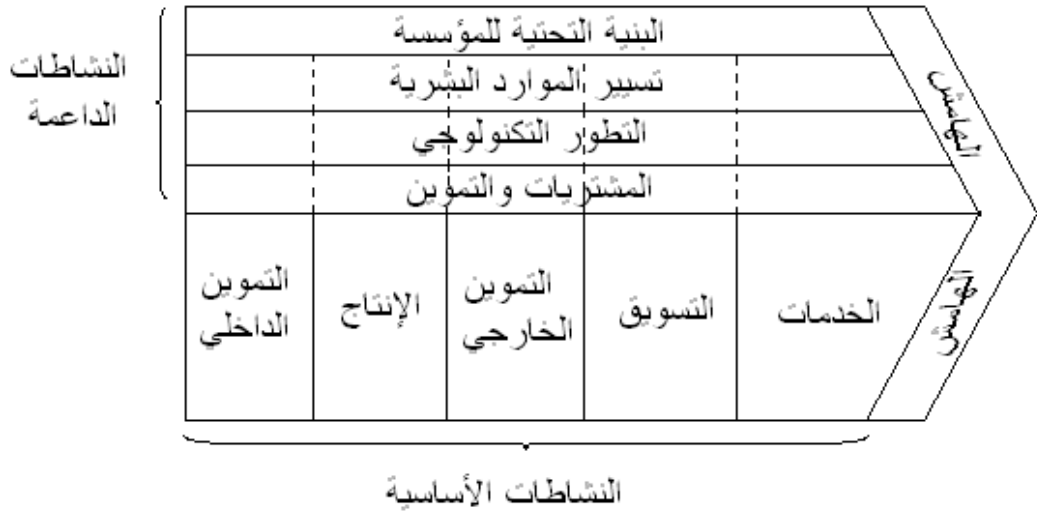 البنية التحتية للمؤسسة
النشاطات
الداعمة
تسيير الموارد البشرية
التطور التكنولوجي
المشتريات والتموين
الهامش
التموين
الداخلي
الإنتاج
التموين
الخارجي
التسويق
الخدمات
الهامش
النشاطات الأساسية